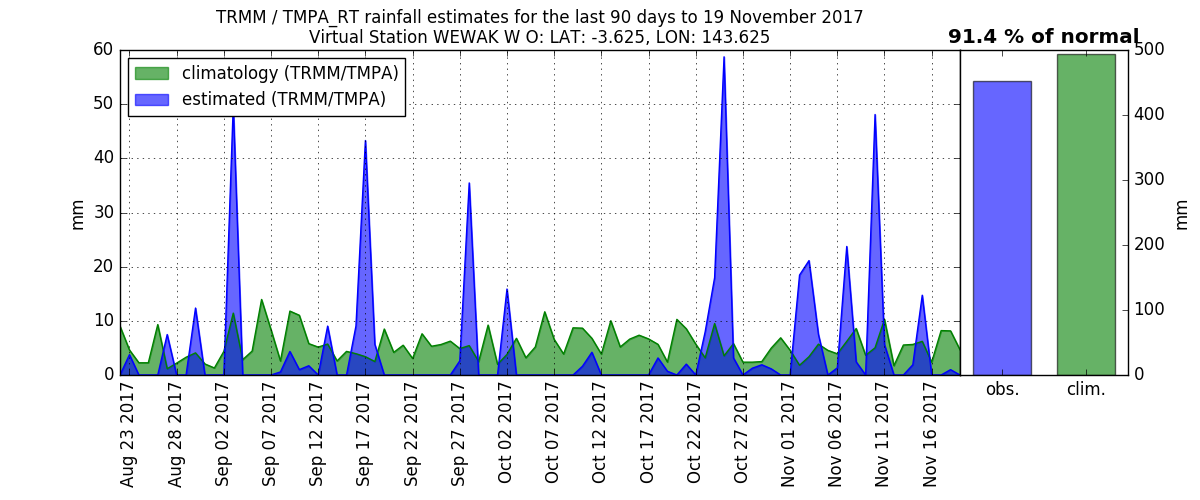 TRMM / TMPA_RT rainfall estimates for the last 90 days to 19 November 2017
Virtual Station WEWAK W O: LAT: -3.625, LON: 143.625
91.4 % of normal
climatology (TRMM/TMPA)
estimated (TRMM/TMPA)
60
50
40
30
20
10
0
mm
500
400
300
200
100
0
mm
Aug 23 2017
Aug 28 2017
Sep 02 2017
Sep 07 2017
Sep 12 2017
Sep 17 2017
Sep 22 2017
Sep 27 2017
Oct 02 2017
Oct 07 2017
Oct 12 2017
Oct 17 2017
Oct 22 2017
Oct 27 2017
Nov 01 2017
Nov 06 2017
Nov 11 2017
Nov 16 2017
obs.
clim.